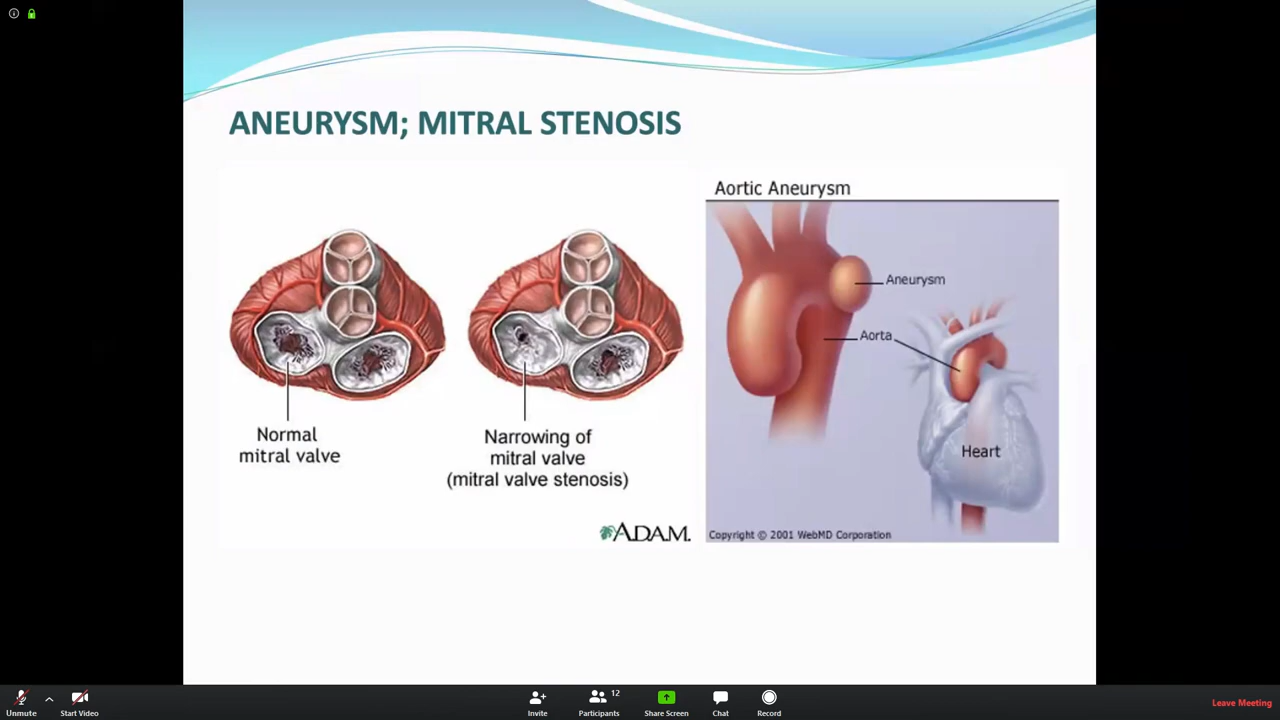 ANEURYSM; MITRAL STENOSIS
Normal
mitral valve
Narrowing of
mitral valve
(mitral valve stenosis)
A.D.A.M.
Aortic Aneurysm
Aneurysm
Aorta
Heart
Copyright © 2001 WebMD Corporation
Unmute
Start Video
Invite
12
Participants
Share Screen
Chat
Record
Leave Meeting